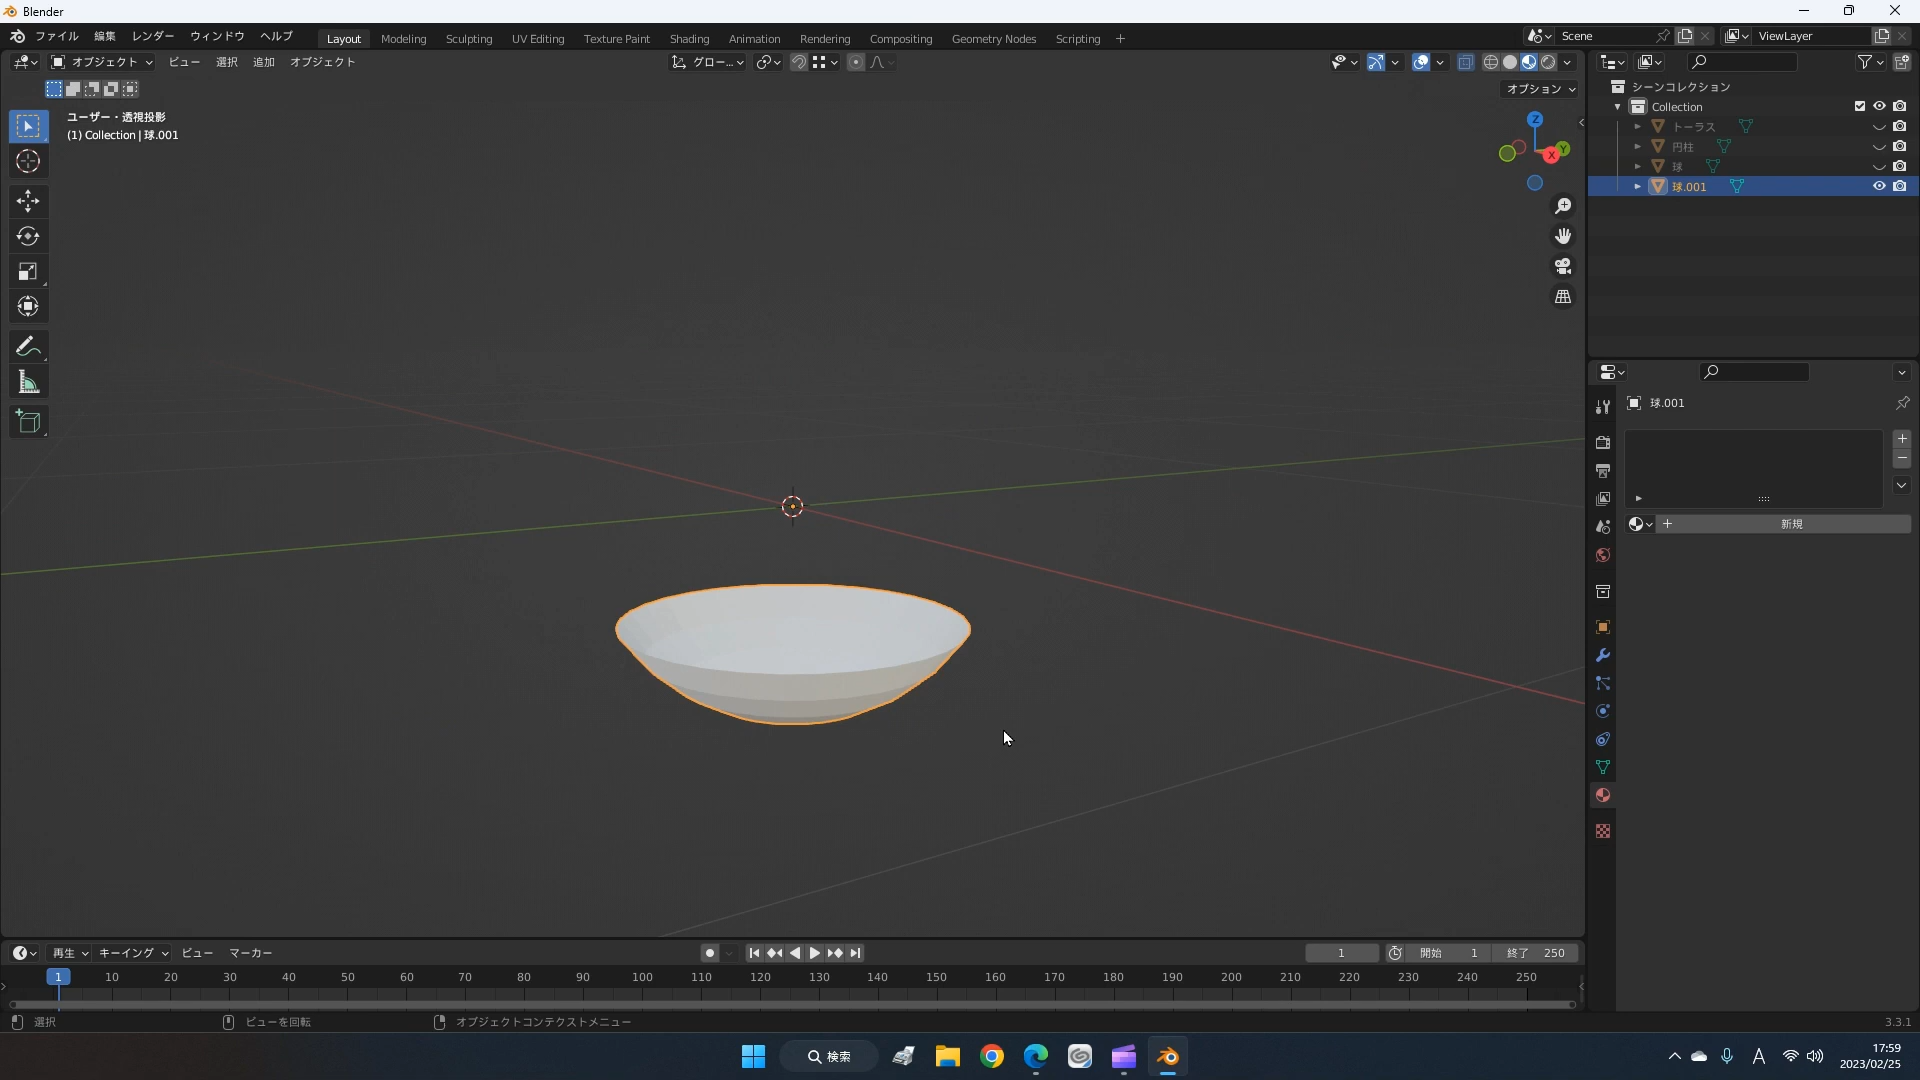 Blender
ファイル 編集 レンダー ウィンドウ ヘルプ Layout Modeling Sculpting UV Editing Texture Paint Shading Animation Rendering Compositing Geometry Nodes Scripting Scene ViewLayer
オブジェクト ビュー 選択 追加 オブジェクト グロー...
オプション
ユーザー・透視投影
(1) Collection | 球.001
Z
Y
X
シーンコレクション
Collection
トーラス
円柱
球
球.001
球.001
新規
再生 キーイング ビュー マーカー 1 開始 1 終了 250
1 10 20 30 40 50 60 70 80 90 100 110 120 130 140 150 160 170 180 190 200 210 220 230 240 250
選択 ビューを回転 オブジェクトコンテクストメニュー 3.3.1
検索 A 17:59
2023/02/25